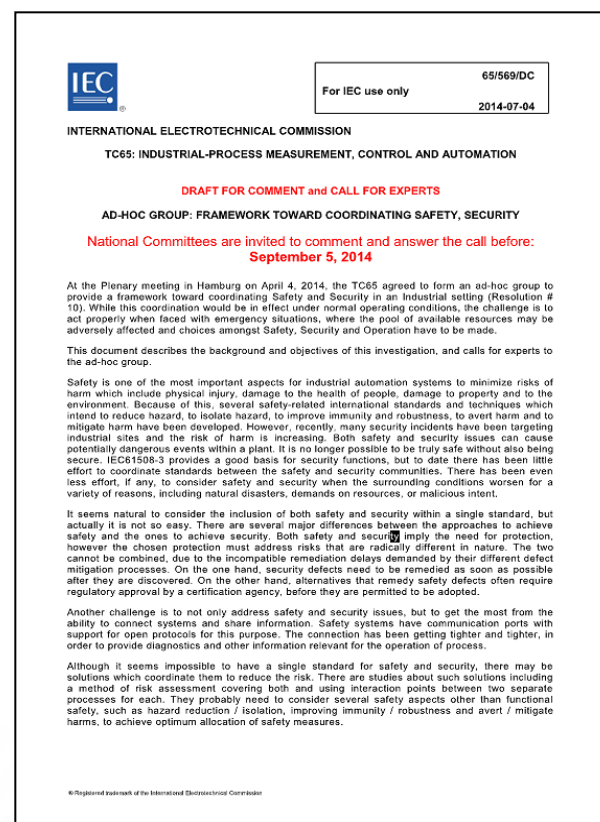 IEC
®
65/569/DC
For IEC use only
2014-07-04
INTERNATIONAL ELECTROTECHNICAL COMMISSION
TC65: INDUSTRIAL-PROCESS MEASUREMENT, CONTROL AND AUTOMATION
DRAFT FOR COMMENT and CALL FOR EXPERTS
AD-HOC GROUP: FRAMEWORK TOWARD COORDINATING SAFETY, SECURITY
National Committees are invited to comment and answer the call before:
September 5, 2014
At the Plenary meeting in Hamburg on April 4, 2014, the TC65 agreed to form an ad-hoc group to
provide a framework toward coordinating Safety and Security in an Industrial setting (Resolution #
10). While this coordination would be in effect under normal operating conditions, the challenge is to
act properly when faced with emergency situations, where the pool of available resources may be
adversely affected and choices amongst Safety, Security and Operation have to be made.
This document describes the background and objectives of this investigation, and calls for experts to
the ad-hoc group.
Safety is one of the most important aspects for industrial automation systems to minimize risks of
harm which include physical injury, damage to the health of people, damage to property and to the
environment. Because of this, several safety-related international standards and techniques which
intend to reduce hazard, to isolate hazard, to improve immunity and robustness, to avert harm and to
mitigate harm have been developed. However, recently, many security incidents have been targeting
industrial sites and the risk of harm is increasing. Both safety and security issues can cause
potentially dangerous events within a plant. It is no longer possible to be truly safe without also being
secure. IEC61508-3 provides a good basis for security functions, but to date there has been little
effort to coordinate standards between the safety and security communities. There has been even
less effort, if any, to consider safety and security when the surrounding conditions worsen for a
variety of reasons, including natural disasters, demands on resources, or malicious intent.
It seems natural to consider the inclusion of both safety and security within a single standard, but
actually it is not so easy. There are several major differences between the approaches to achieve
safety and the ones to achieve security. Both safety and security imply the need for protection,
however the chosen protection must address risks that are radically different in nature. The two
cannot be combined, due to the incompatible remediation delays demanded by their different defect
mitigation processes. On the one hand, security defects need to be remedied as soon as possible
after they are discovered. On the other hand, alternatives that remedy safety defects often require
regulatory approval by a certification agency, before they are permitted to be adopted.
Another challenge is to not only address safety and security issues, but to get the most from the
ability to connect systems and share information. Safety systems have communication ports with
support for open protocols for this purpose. The connection has been getting tighter and tighter, in
order to provide diagnostics and other information relevant for the operation of process.
Although it seems impossible to have a single standard for safety and security, there may be
solutions which coordinate them to reduce the risk. There are studies about such solutions including
a method of risk assessment covering both and using interaction points between two separate
processes for each. They probably need to consider several safety aspects other than functional
safety, such as hazard reduction / isolation, improving immunity / robustness and avert / mitigate
harms, to achieve optimum allocation of safety measures.
® Registered trademark of the International Electrotechnical Commission